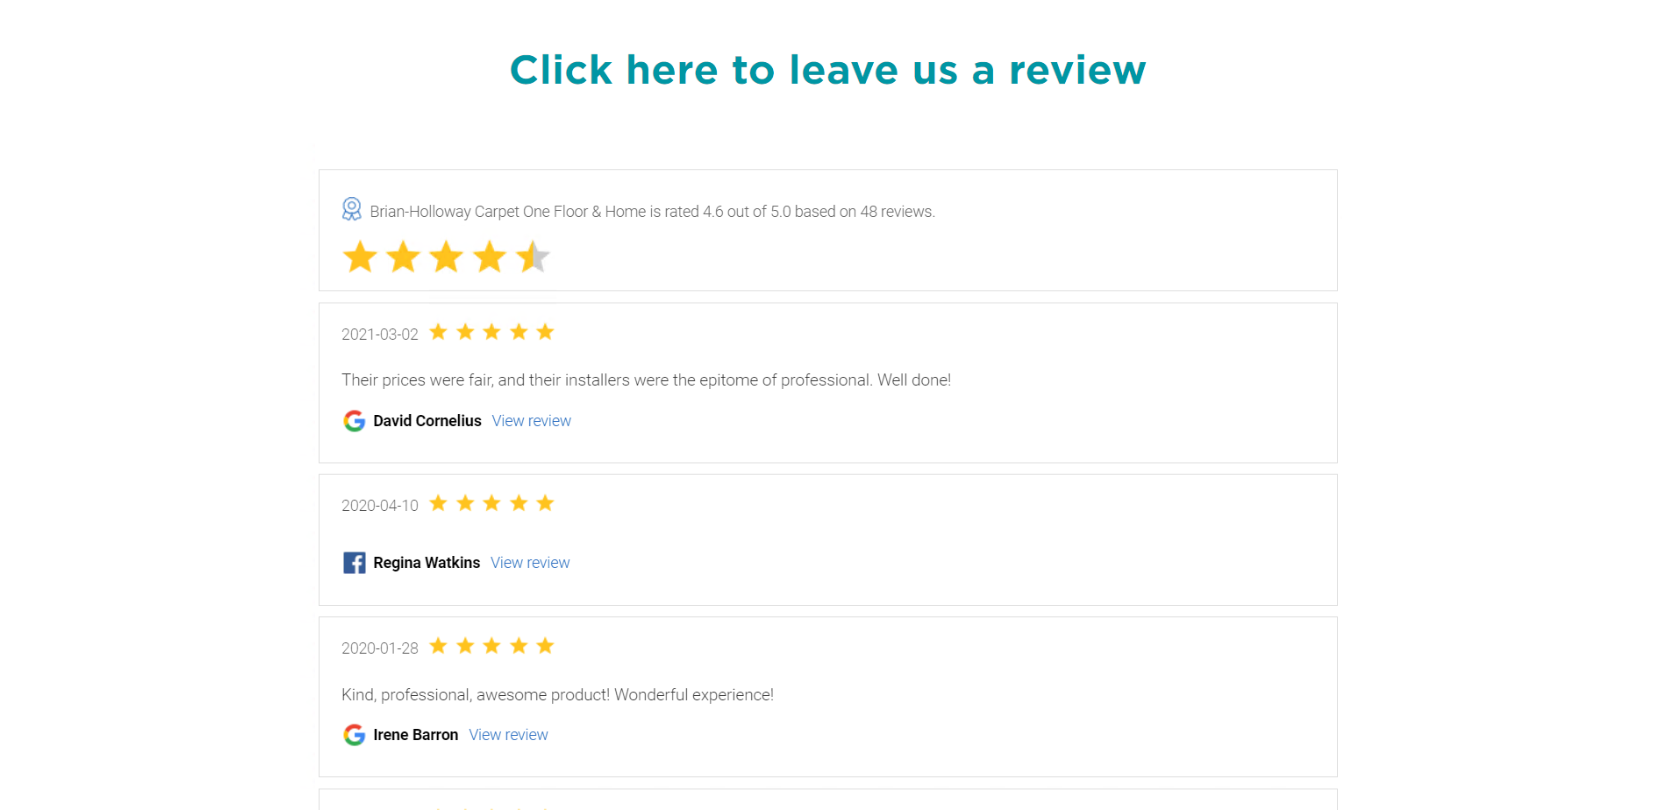 Click here to leave us a review
Brian-Holloway Carpet One Floor & Home is rated 4.6 out of 5.0 based on 48 reviews.
2021-03-02
Their prices were fair, and their installers were the epitome of professional. Well done!
David Cornelius View review
2020-04-10
Regina Watkins View review
2020-01-28
Kind, professional, awesome product! Wonderful experience!
Irene Barron View review